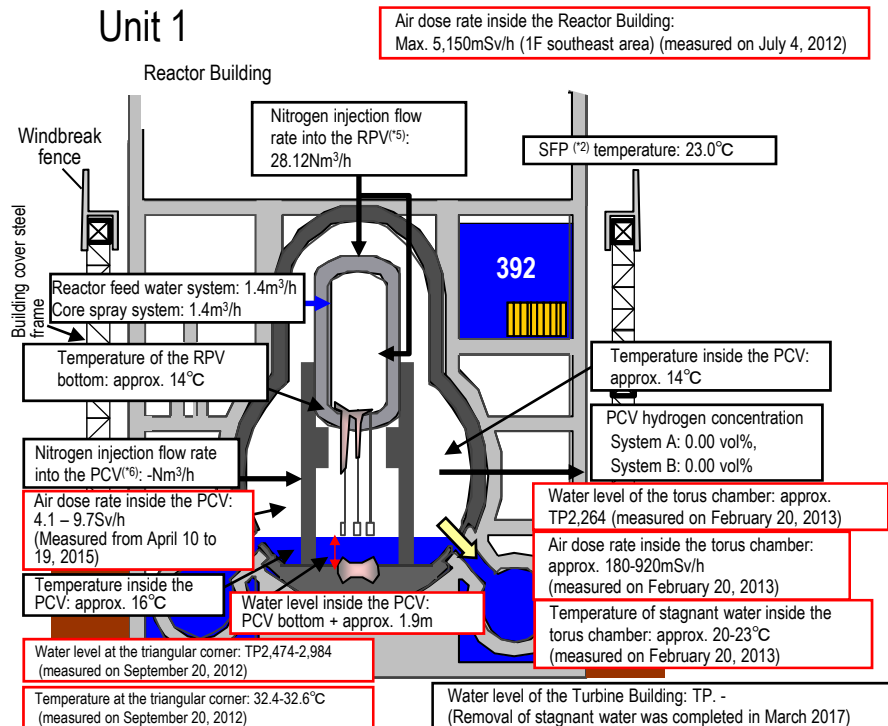 Unit 1
Air dose rate inside the Reactor Building:
Max. 5,150mSv/h (1F southeast area) (measured on July 4, 2012)
Reactor Building
Nitrogen injection flow
rate into the RPV(*5):
28.12Nm³/h
Windbreak
fence
SFP (*2) temperature: 23.0°C
392
Building cover steel
frame
Reactor feed water system: 1.4m³/h
Core spray system: 1.4m³/h
Temperature of the RPV
bottom: approx. 14°C
Temperature inside the PCV:
approx. 14°C
PCV hydrogen concentration
System A: 0.00 vol%,
System B: 0.00 vol%
Nitrogen injection flow rate
into the PCV(*6): -Nm³/h
Air dose rate inside the PCV:
4.1 – 9.7Sv/h
(Measured from April 10 to
19, 2015)
Water level of the torus chamber: approx.
TP2,264 (measured on February 20, 2013)
Air dose rate inside the torus chamber:
approx. 180-920mSv/h
(measured on February 20, 2013)
Temperature inside the
PCV: approx. 16°C
Water level inside the PCV:
PCV bottom + approx. 1.9m
Temperature of stagnant water inside the
torus chamber: approx. 20-23°C
(measured on February 20, 2013)
Water level at the triangular corner: TP2,474-2,984
(measured on September 20, 2012)
Temperature at the triangular corner: 32.4-32.6°C
(measured on September 20, 2012)
Water level of the Turbine Building: TP. -
(Removal of stagnant water was completed in March 2017)